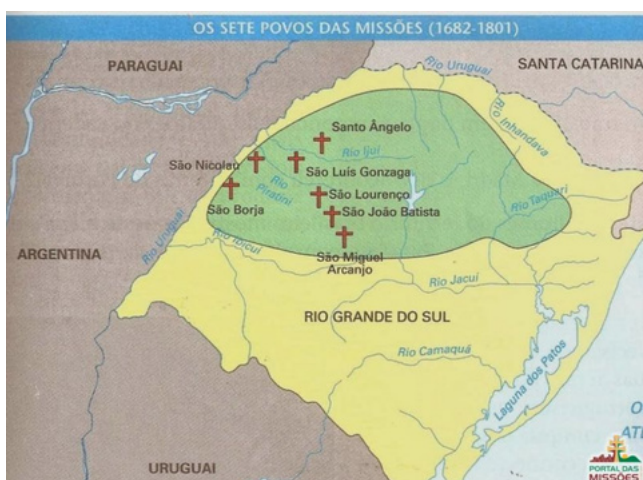 OS SETE POVOS DAS MISSÕES (1682-1801)
PARAGUAI
SANTA CATARINA
Rio Uruguai
Rio Inhandava
Santo Ângelo
Rio Ijuí
São Nicolau
São Luís Gonzaga
Rio Piratini
São Lourenço
São Borja
São João Batista
Rio Taquari
Rio Uruguai
Rio Ibicuí
São Miguel
Arcanjo
ARGENTINA
Rio Jacuí
RIO GRANDE DO SUL
Rio Camaquã
Laguna dos Patos
O
ATL
URUGUAI
PORTAL DAS
MISSÕES